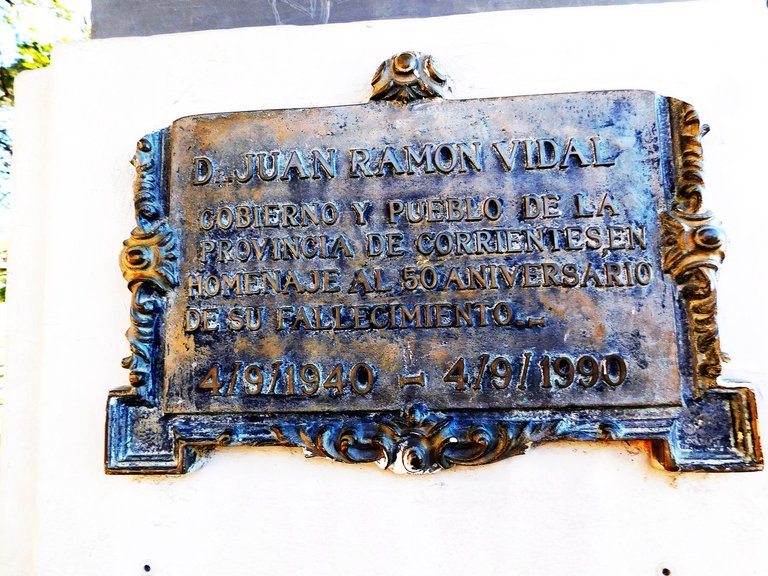 D. JUAN RAMON VIDAL
GOBIERNO Y PUEBLO DE LA
PROVINCIA DE CORRIENTES, EN
HOMENAJE AL 50 ANIVERSARIO
DE SU FALLECIMIENTO...
4/9/1940 - 4/9/1990